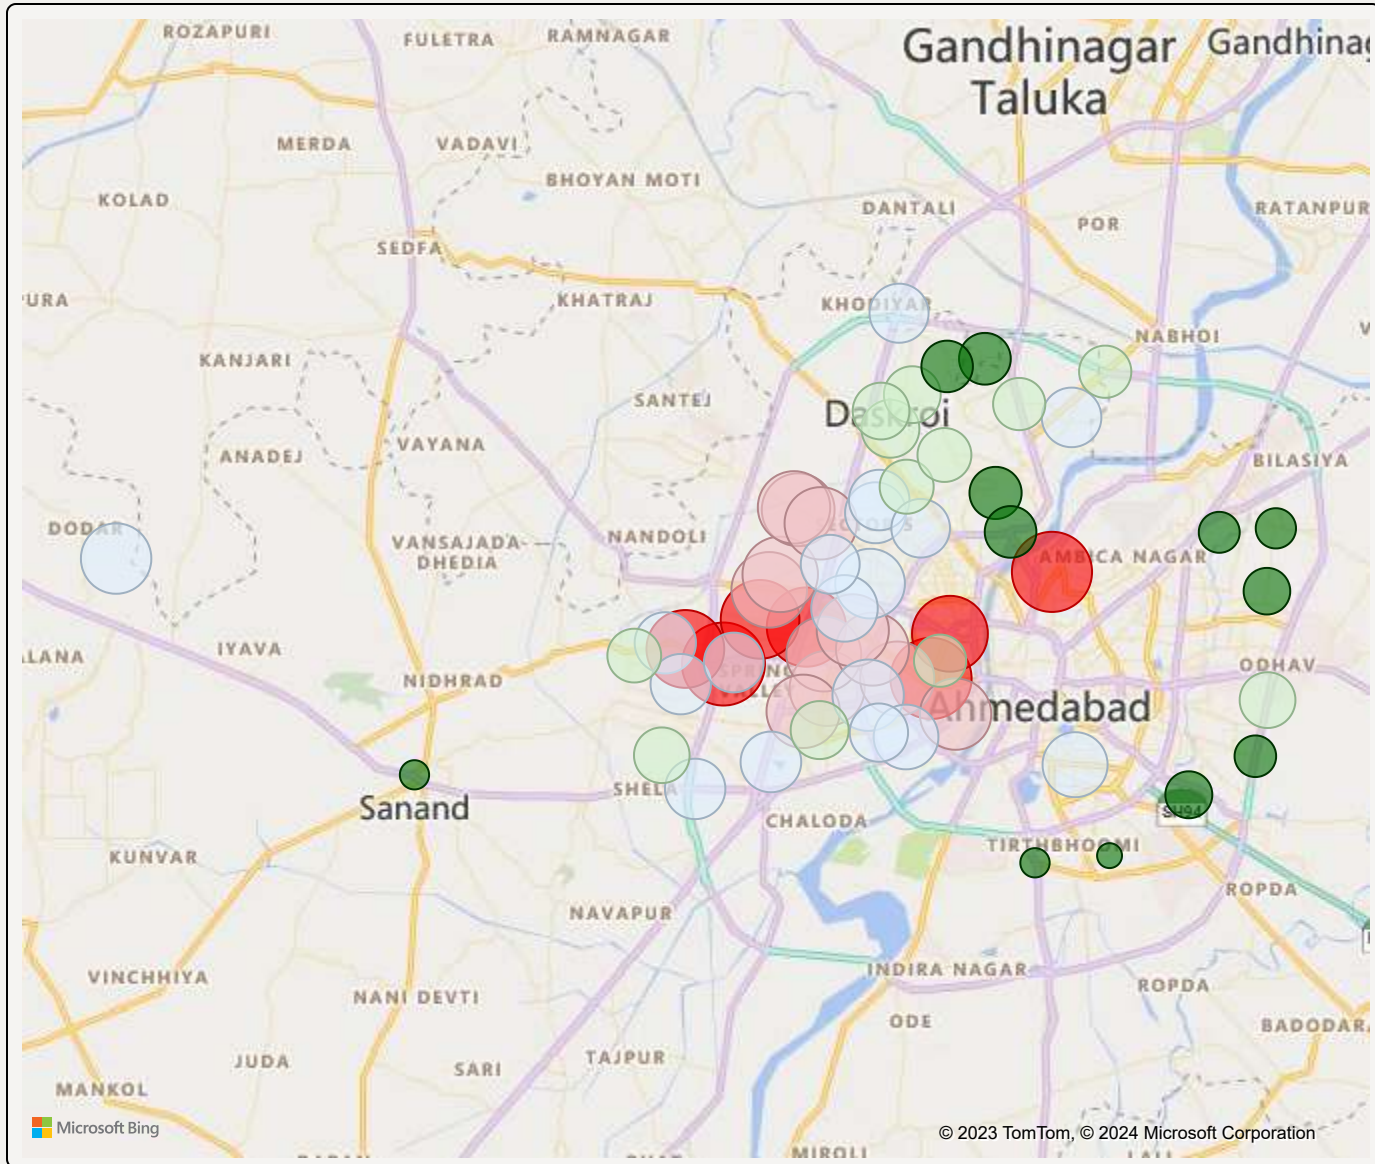 ROZAPURI
FULETRA
RAMNAGAR
Gandhinagar
Taluka
Gandhinag
MERDA
VADAVI
BHOYAN MOTI
KOLAD
DANTALI
POR
RATANPUR
SEDFA
URA
KHATRAJ
KHODIYAR
NABHOI
V
KANJARI
SANTEJ
Daskroi
ANADEJ
VAYANA
BILASIYA
DODAR
VANSAJADA
DHEDIA
NANDOLI
AMBICA NAGAR
LANA
IYAVA
NIDHRAD
SPRING
VALLEY
ODHAV
Ahmedabad
Sanand
SHELA
CHALODA
SH94
TIRTHBHOOMI
KUNVAR
ROPDA
NAVAPUR
VINCHHIYA
NANI DEVTI
INDIRA NAGAR
ROPDA
ODE
BADODARA
JUDA
SARI
TAJPUR
MANKOL
Microsoft Bing
© 2023 TomTom, © 2024 Microsoft Corporation
MIROLI